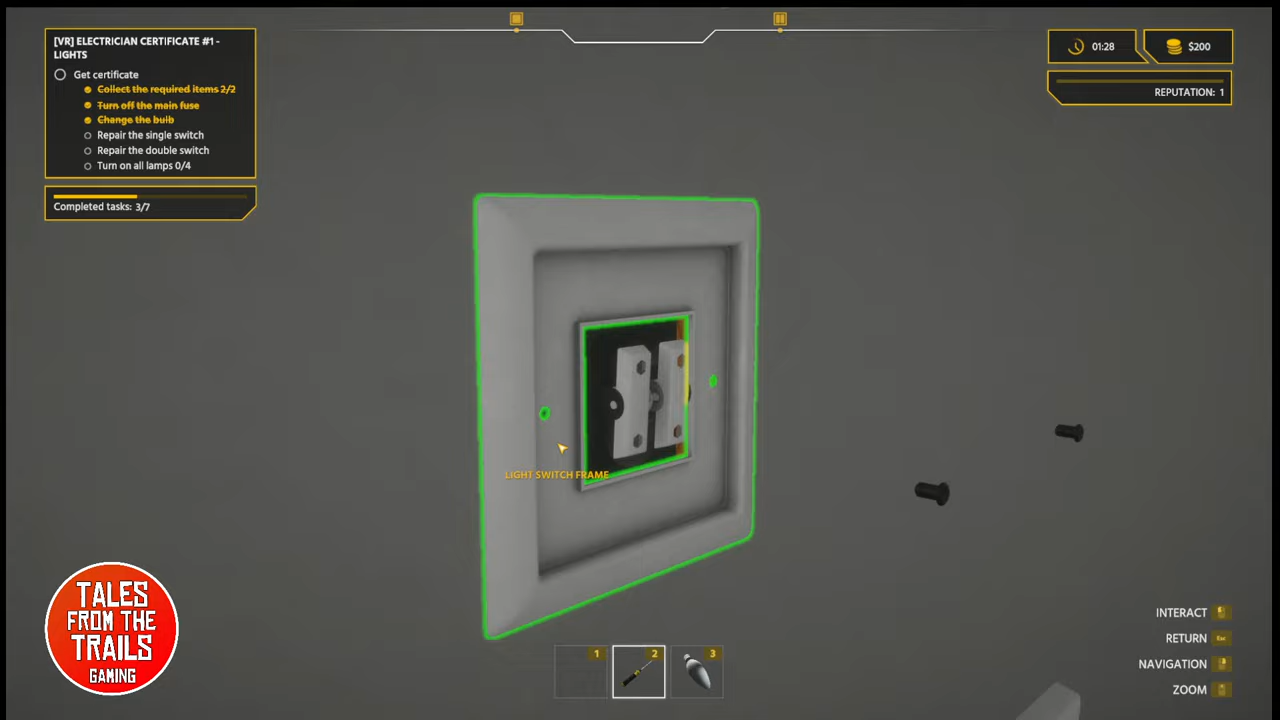 [VR] ELECTRICIAN CERTIFICATE #1 -
LIGHTS
Get certificate
Collect the required items 2/2
Turn off the main fuse
Change the bulb
Repair the single switch
Repair the double switch
Turn on all lamps 0/4
Completed tasks: 3/7
01:28
$200
REPUTATION: 1
LIGHT SWITCH FRAME
TALES
FROM THE
TRAILS
GAMING
1
2
3
INTERACT
RETURN Esc
NAVIGATION
ZOOM